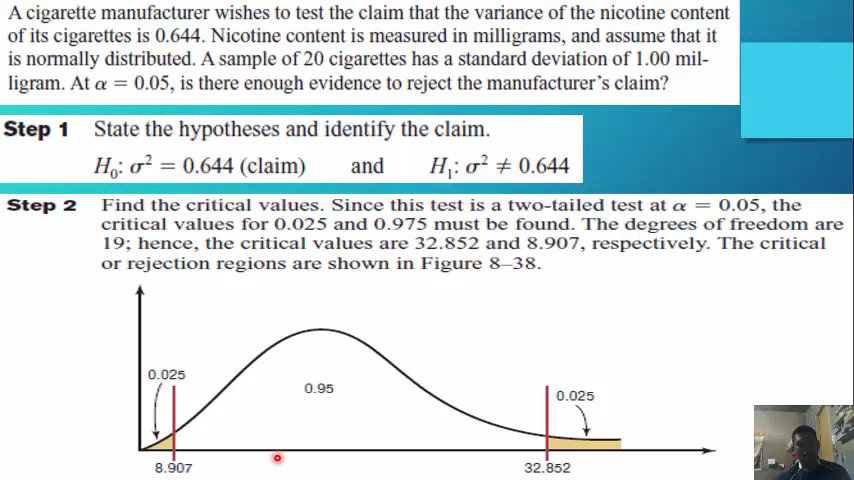 A cigarette manufacturer wishes to test the claim that the variance of the nicotine content
of its cigarettes is 0.644. Nicotine content is measured in milligrams, and assume that it
is normally distributed. A sample of 20 cigarettes has a standard deviation of 1.00 mil-
ligram. At α = 0.05, is there enough evidence to reject the manufacturer's claim?
Step 1 State the hypotheses and identify the claim.
H₀: σ² = 0.644 (claim) and H₁: σ² ≠ 0.644
Step 2 Find the critical values. Since this test is a two-tailed test at α = 0.05, the
critical values for 0.025 and 0.975 must be found. The degrees of freedom are
19; hence, the critical values are 32.852 and 8.907, respectively. The critical
or rejection regions are shown in Figure 8–38.
0.025
0.95
0.025
8.907
32.852